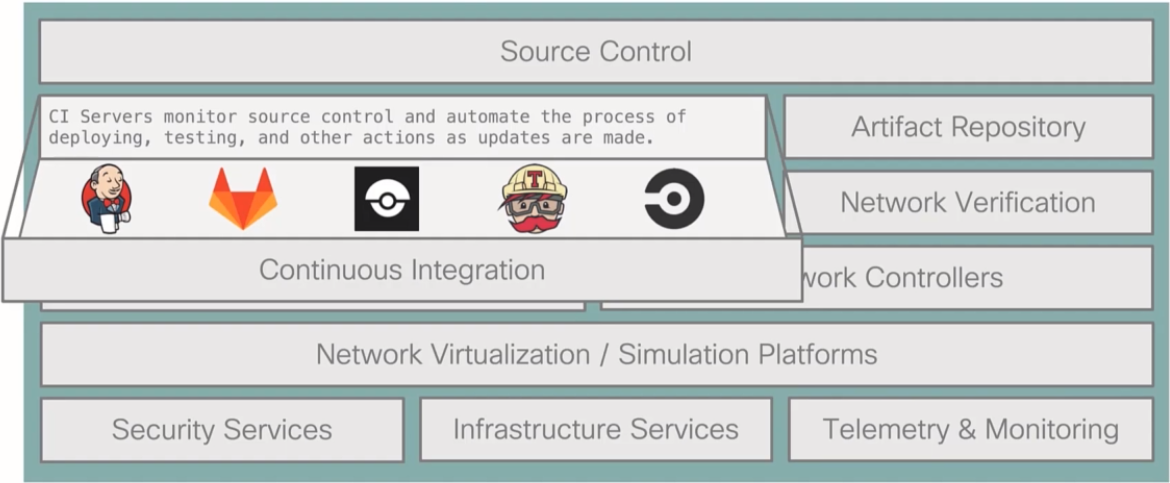 Source Control
CI Servers monitor source control and automate the process of
deploying, testing, and other actions as updates are made.
Artifact Repository
T
Network Verification
Continuous Integration
work Controllers
Network Virtualization / Simulation Platforms
Security Services
Infrastructure Services
Telemetry & Monitoring